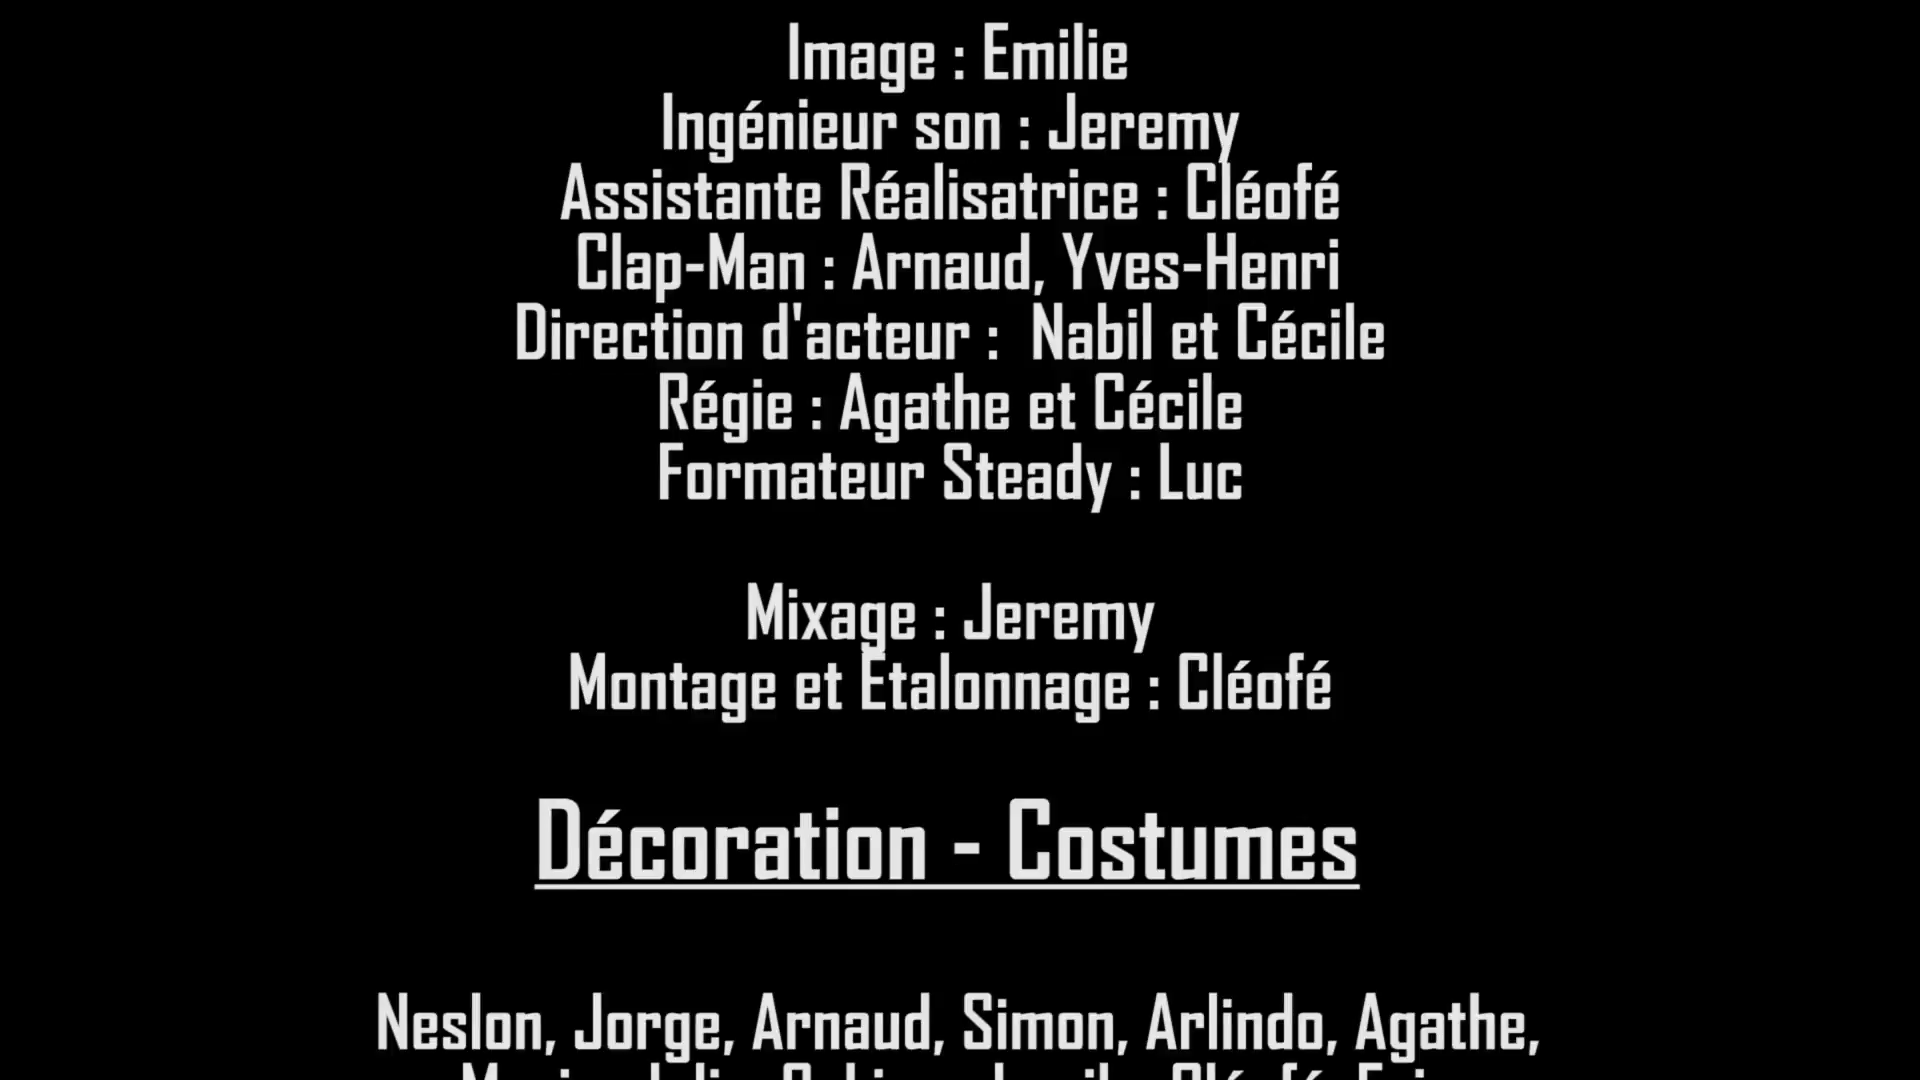 Image : Emilie
Ingénieur son : Jeremy
Assistante Réalisatrice : Cléofé
Clap-Man : Arnaud, Yves-Henri
Direction d'acteur :  Nabil et Cécile
Régie : Agathe et Cécile
Formateur Steady : Luc
Mixage : Jeremy
Montage et Etalonnage : Cléofé
Décoration - Costumes
Neslon, Jorge, Arnaud, Simon, Arlindo, Agathe,
Cléofé,